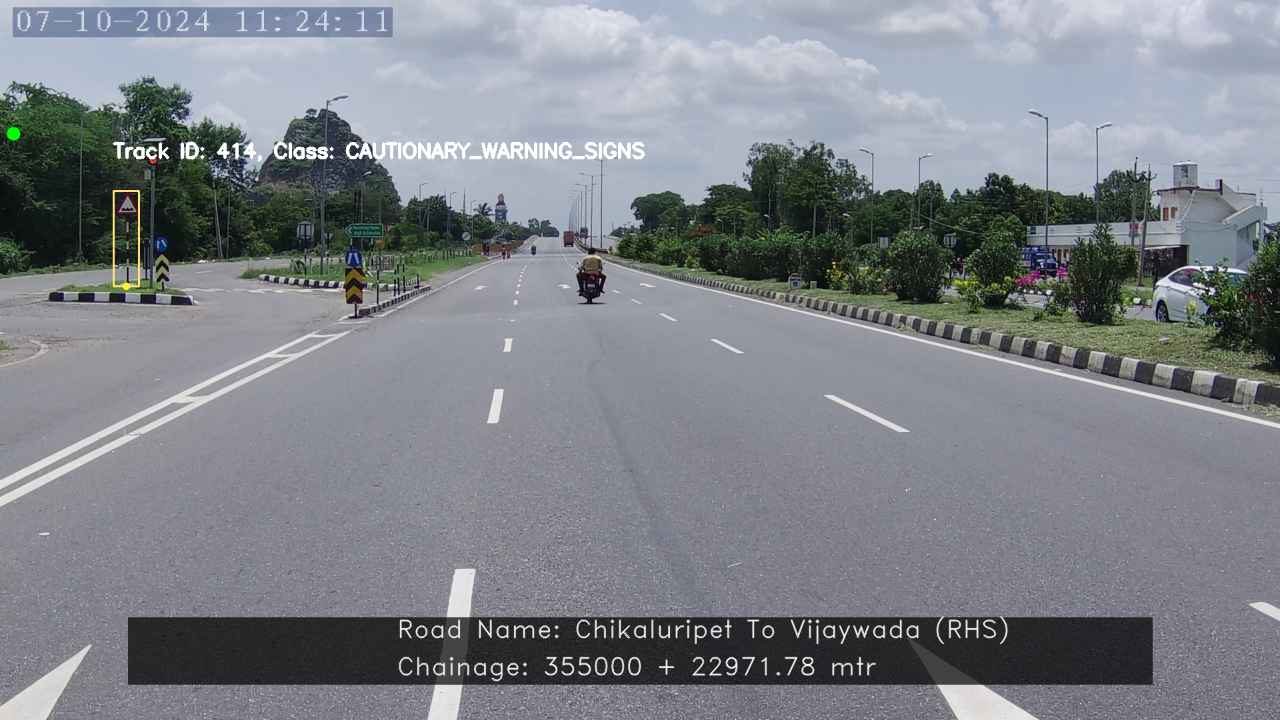 07-10-2024 11:24:11
Track ID: 414, Class: CAUTIONARY_WARNING_SIGNS
Road Name: Chikaluripet To Vijaywada (RHS)
Chainage: 355000 + 22971.78 mtr